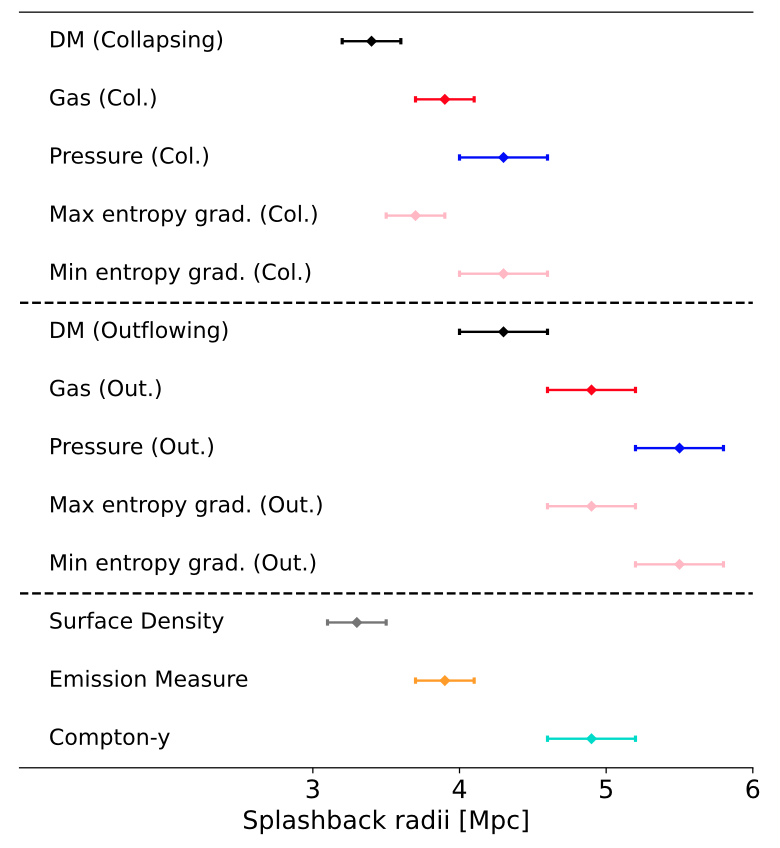 DM (Collapsing)
Gas (Col.)
Pressure (Col.)
Max entropy grad. (Col.)
Min entropy grad. (Col.)
DM (Outflowing)
Gas (Out.)
Pressure (Out.)
Max entropy grad. (Out.)
Min entropy grad. (Out.)
Surface Density
Emission Measure
Compton-y
3 4 5 6
Splashback radii [Mpc]